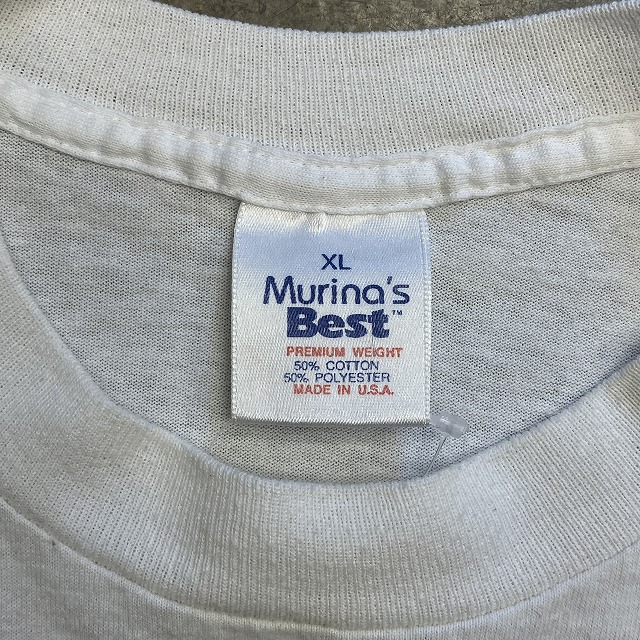 XL
Murina's
Best™
PREMIUM WEIGHT
50% COTTON
50% POLYESTER
MADE IN U.S.A.